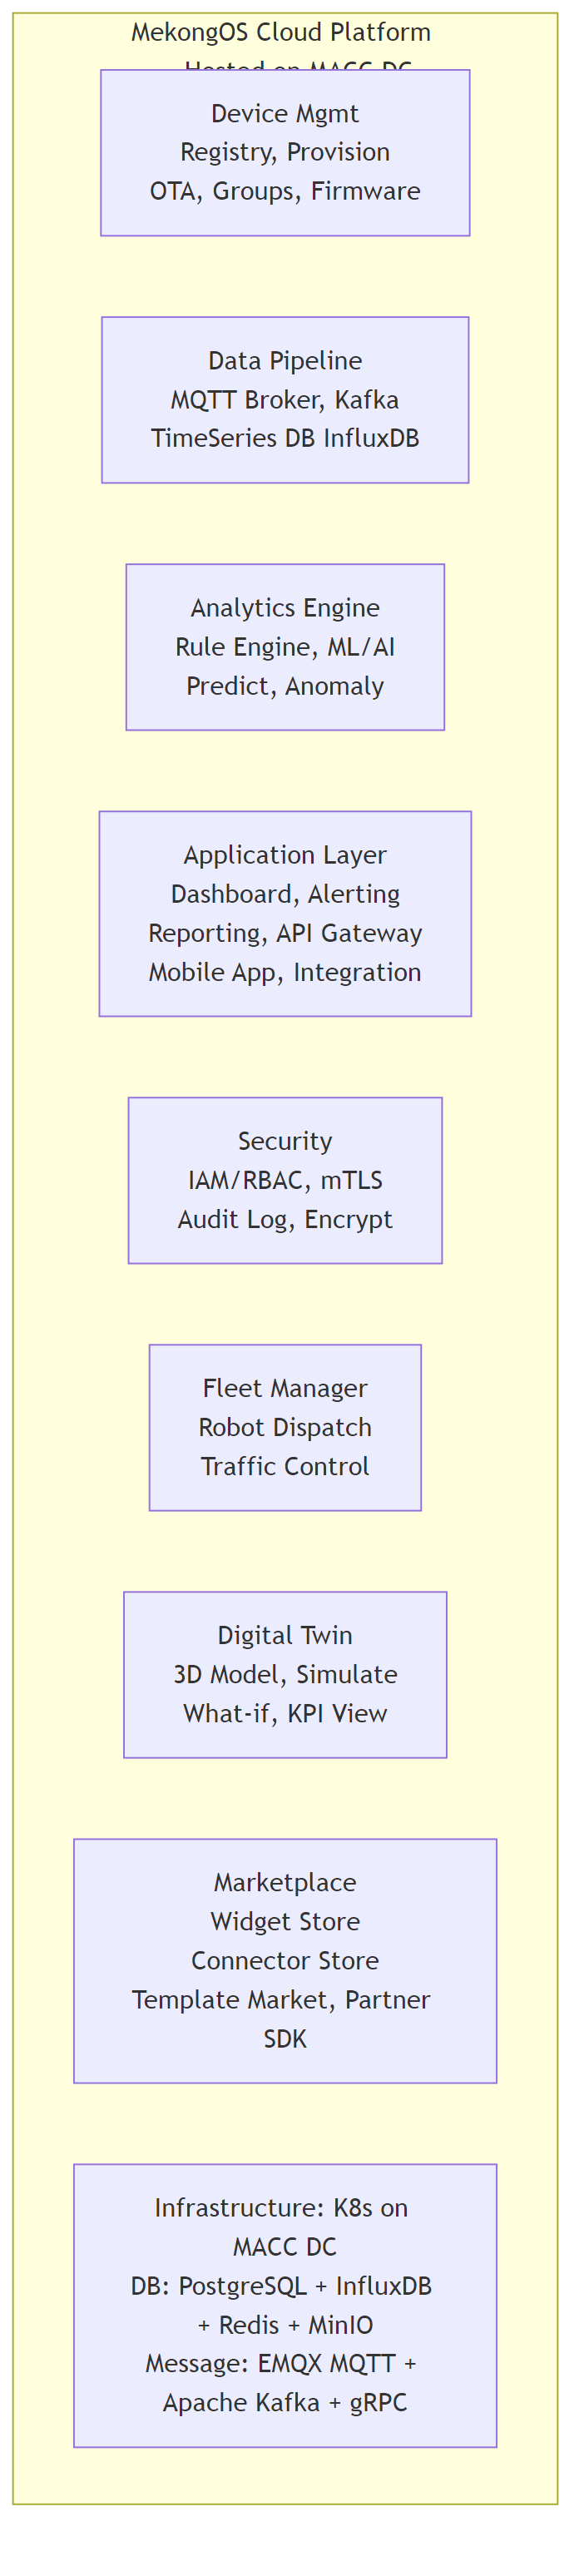 MekongOS Cloud Platform
Hosted on MACC DC
Device Mgmt
Registry, Provision
OTA, Groups, Firmware
Data Pipeline
MQTT Broker, Kafka
TimeSeries DB InfluxDB
Analytics Engine
Rule Engine, ML/AI
Predict, Anomaly
Application Layer
Dashboard, Alerting
Reporting, API Gateway
Mobile App, Integration
Security
IAM/RBAC, mTLS
Audit Log, Encrypt
Fleet Manager
Robot Dispatch
Traffic Control
Digital Twin
3D Model, Simulate
What-if, KPI View
Marketplace
Widget Store
Connector Store
Template Market, Partner
SDK
Infrastructure: K8s on
MACC DC
DB: PostgreSQL + InfluxDB
+ Redis + MinIO
Message: EMQX MQTT +
Apache Kafka + gRPC